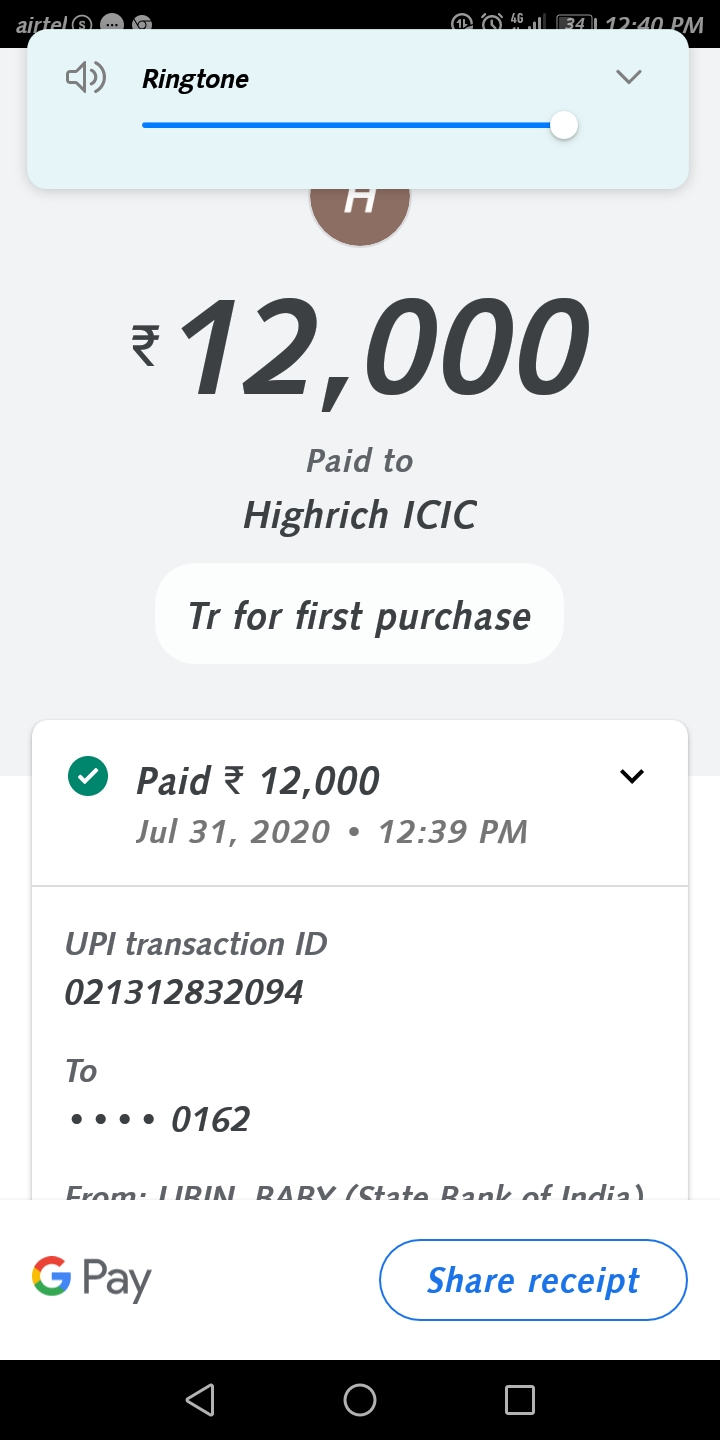 airtel 4G 34 12:40 PM
Ringtone
H
₹12,000
Paid to
Highrich ICIC
Tr for first purchase
Paid ₹ 12,000
Jul 31, 2020 • 12:39 PM
UPI transaction ID
021312832094
To
•••• 0162
From: LIBIN BABY (State Bank of India)
G Pay
Share receipt